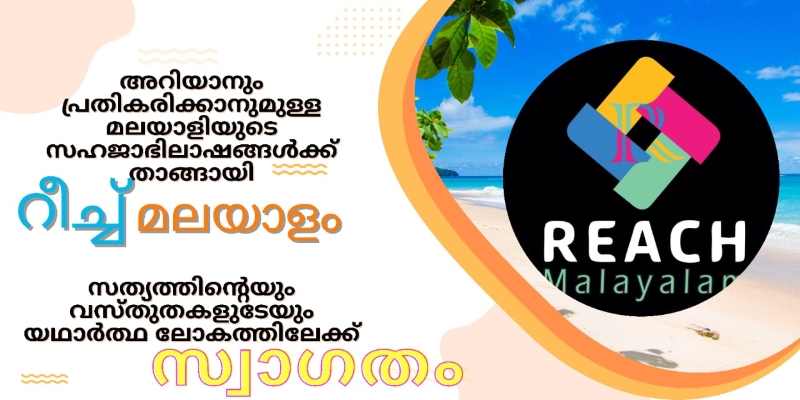 അറിയാനും
പ്രതികരിക്കാനുമുള്ള
മലയാളിയുടെ
സഹജാഭിലാഷങ്ങൾക്ക്
താങ്ങായി
റീച്ച് മലയാളം
സത്യത്തിന്റെയും
വസ്തുതകളുടേയും
യഥാർത്ഥ ലോകത്തിലേക്ക്
സ്വാഗതം
R
REACH
Malayalam